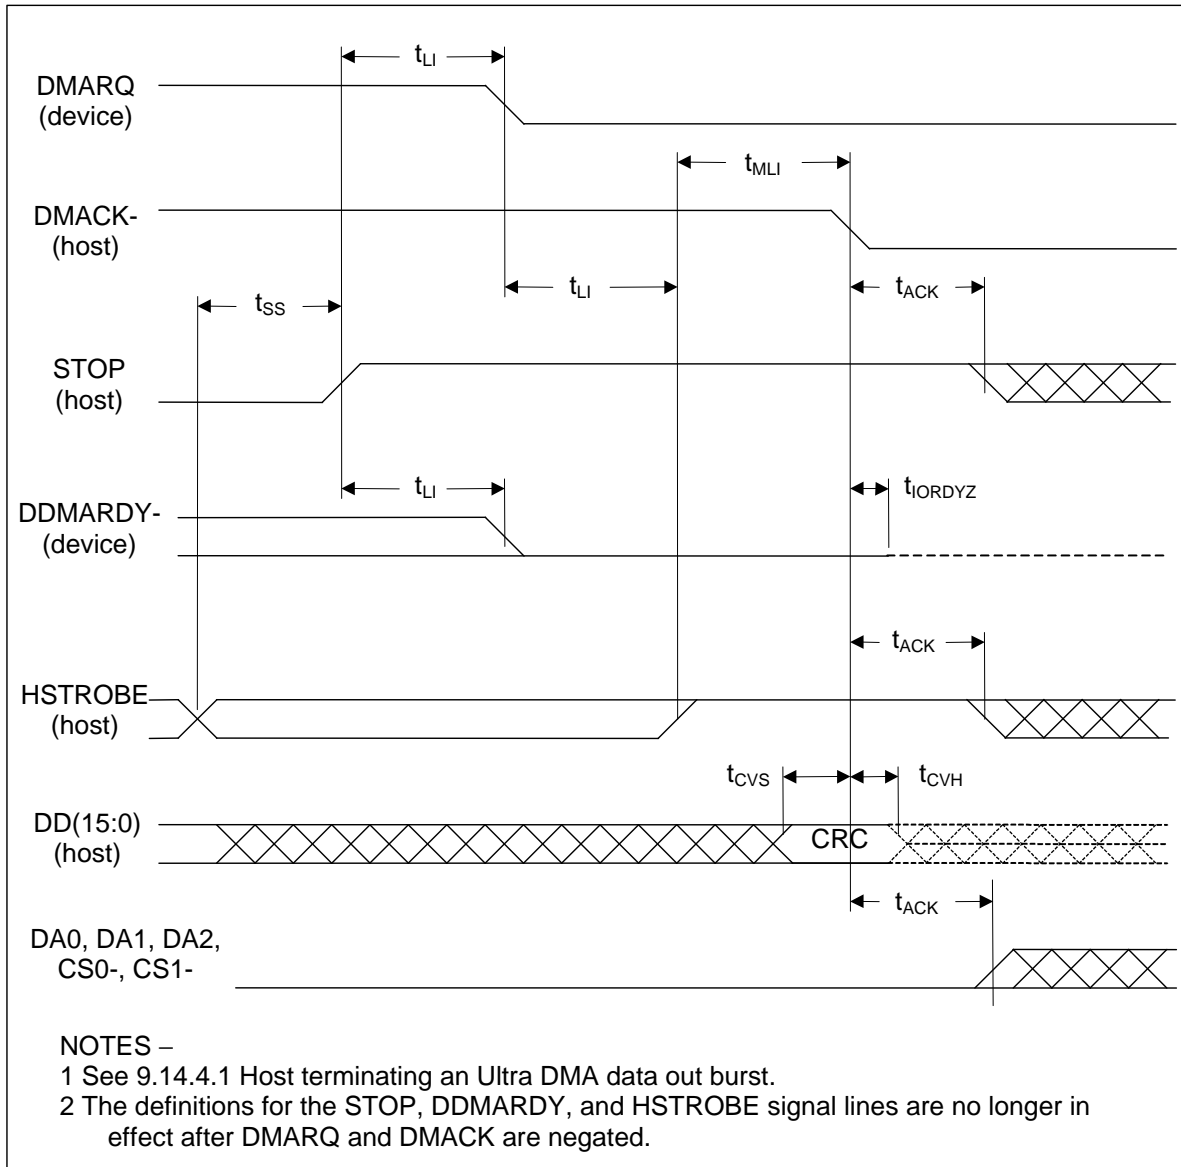 tLI
DMARQ
(device)
tMLI
DMACK-
(host)
tLI
tACK
tSS
STOP
(host)
tLI
tIORDYZ
DDMARDY-
(device)
tACK
HSTROBE
(host)
tCVS
tCVH
DD(15:0)
(host)
CRC
tACK
DA0, DA1, DA2,
CS0-, CS1-
NOTES –
1 See 9.14.4.1 Host terminating an Ultra DMA data out burst.
2 The definitions for the STOP, DDMARDY, and HSTROBE signal lines are no longer in
effect after DMARQ and DMACK are negated.